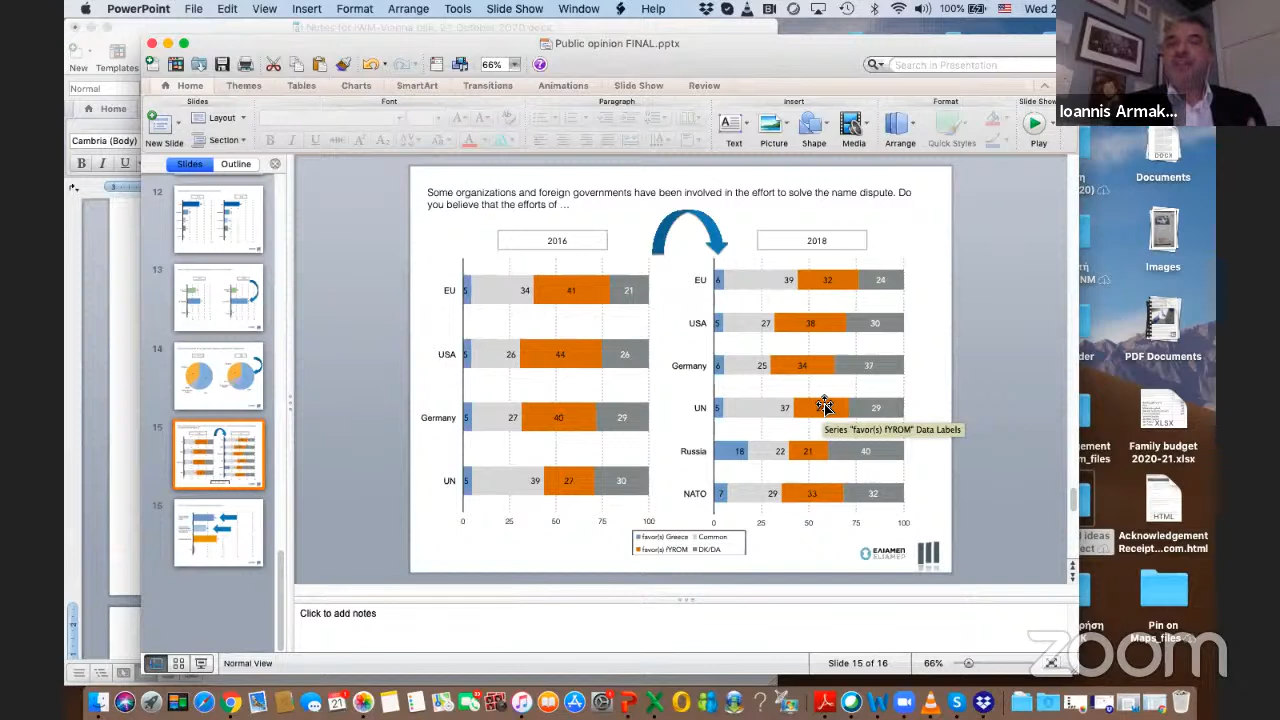 PowerPoint File Edit View Insert Format Arrange Tools Slide Show Window Help 100% Wed 2
Public opinion FINAL.pptx
New Templates
66%
Search in Presentation
Normal
Home
Home Themes Tables Charts SmartArt Transitions Animations Slide Show Review
Slides Font Paragraph Insert Format Slide Show
Layout
Section
New Slide
Text Picture Shape Media Arrange Quick Styles Play
Cambria (Body)
B I U
Slides Outline
12
13
14
15
16
Some organizations and foreign governments have been involved in the effort to solve the name dispute. Do
you believe that the efforts of ...
2016
EU 5 34 41 21
USA 5 26 44 26
Germany 5 27 40 29
UN 5 39 27 30
0 25 50 75 100
2018
EU 6 39 32 24
USA 5 27 38 30
Germany 6 25 34 37
UN 5 37 29
Series "favor(s) fYROM" Data Labels
Russia 18 22 21 40
NATO 7 29 33 32
0 25 50 75 100
favor(s) Greece Common
favor(s) fYROM DK/DA
ΕΛΙΑΜΕΠ
ELIAMEP
Click to add notes
Normal View
Slide 15 of 16
66%
Ioannis Armak...
DOCX
Documents
Images
PDF Documents
XLSX
Family budget
2020-21.xlsx
HTML
Acknowledgement
Receipt...com.html
Pin on
Maps_files
zoom